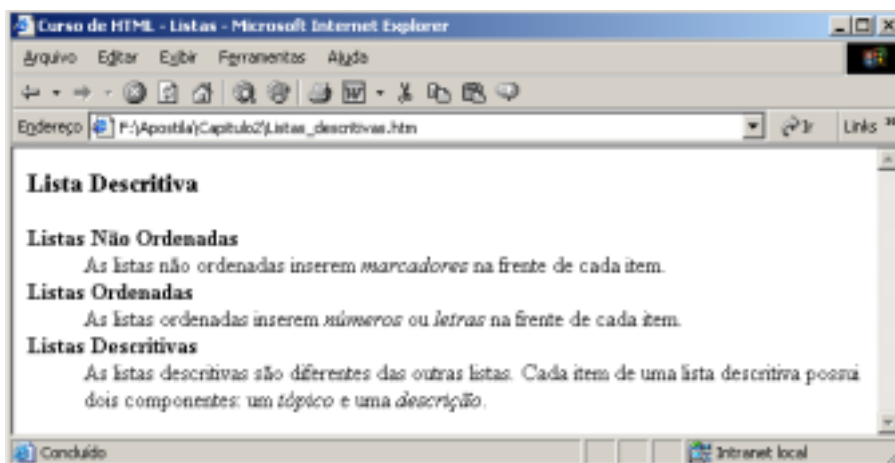 Curso de HTML - Listas - Microsoft Internet Explorer
Arquivo Editar Exibir Ferramentas Ajuda
Endereço F:\Apostila\Capitulo2\Listas_descritivas.htm Ir Links »
Lista Descritiva
Listas Não Ordenadas
As listas não ordenadas inserem marcadores na frente de cada item.
Listas Ordenadas
As listas ordenadas inserem números ou letras na frente de cada item.
Listas Descritivas
As listas descritivas são diferentes das outras listas. Cada item de uma lista descritiva possui
dois componentes: um tópico e uma descrição.
Concluído Intranet local